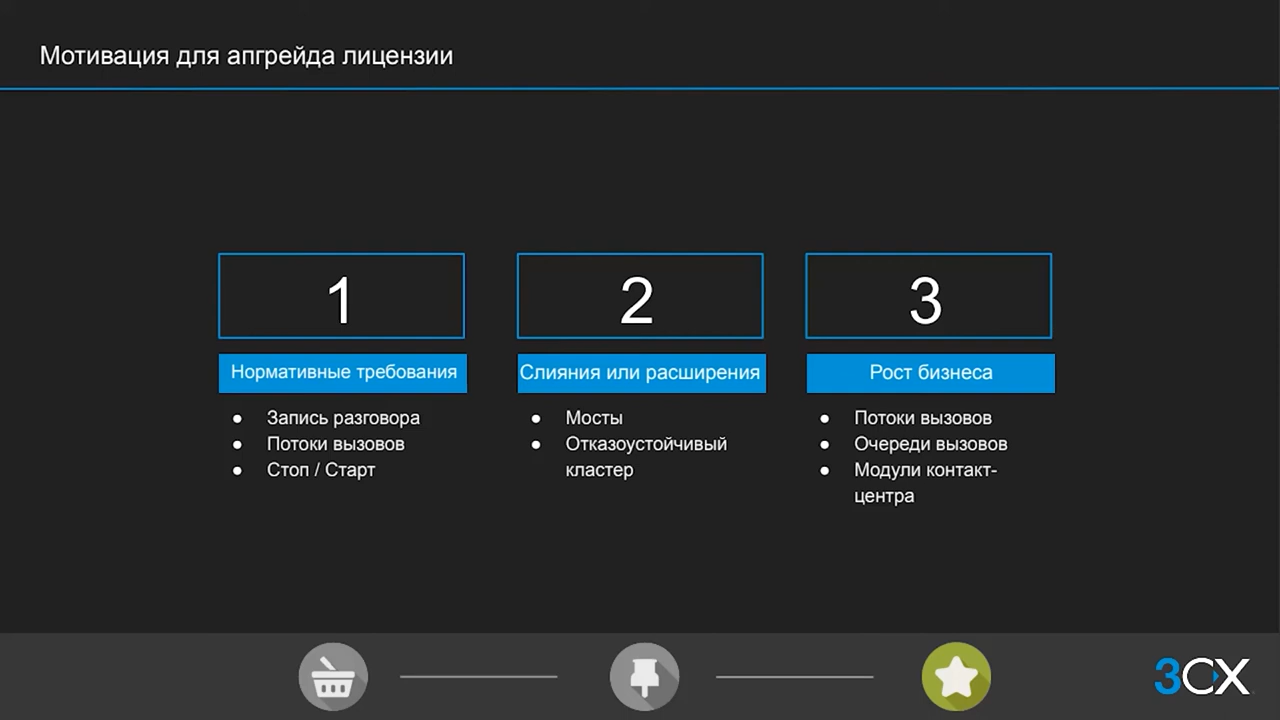 Мотивация для апгрейда лицензии
1
2
3
Нормативные требования
Слияния или расширения
Рост бизнеса
● Запись разговора
● Потоки вызовов
● Стоп / Старт
● Мосты
● Отказоустойчивый
кластер
● Потоки вызовов
● Очереди вызовов
● Модули контакт-
центра
3CX